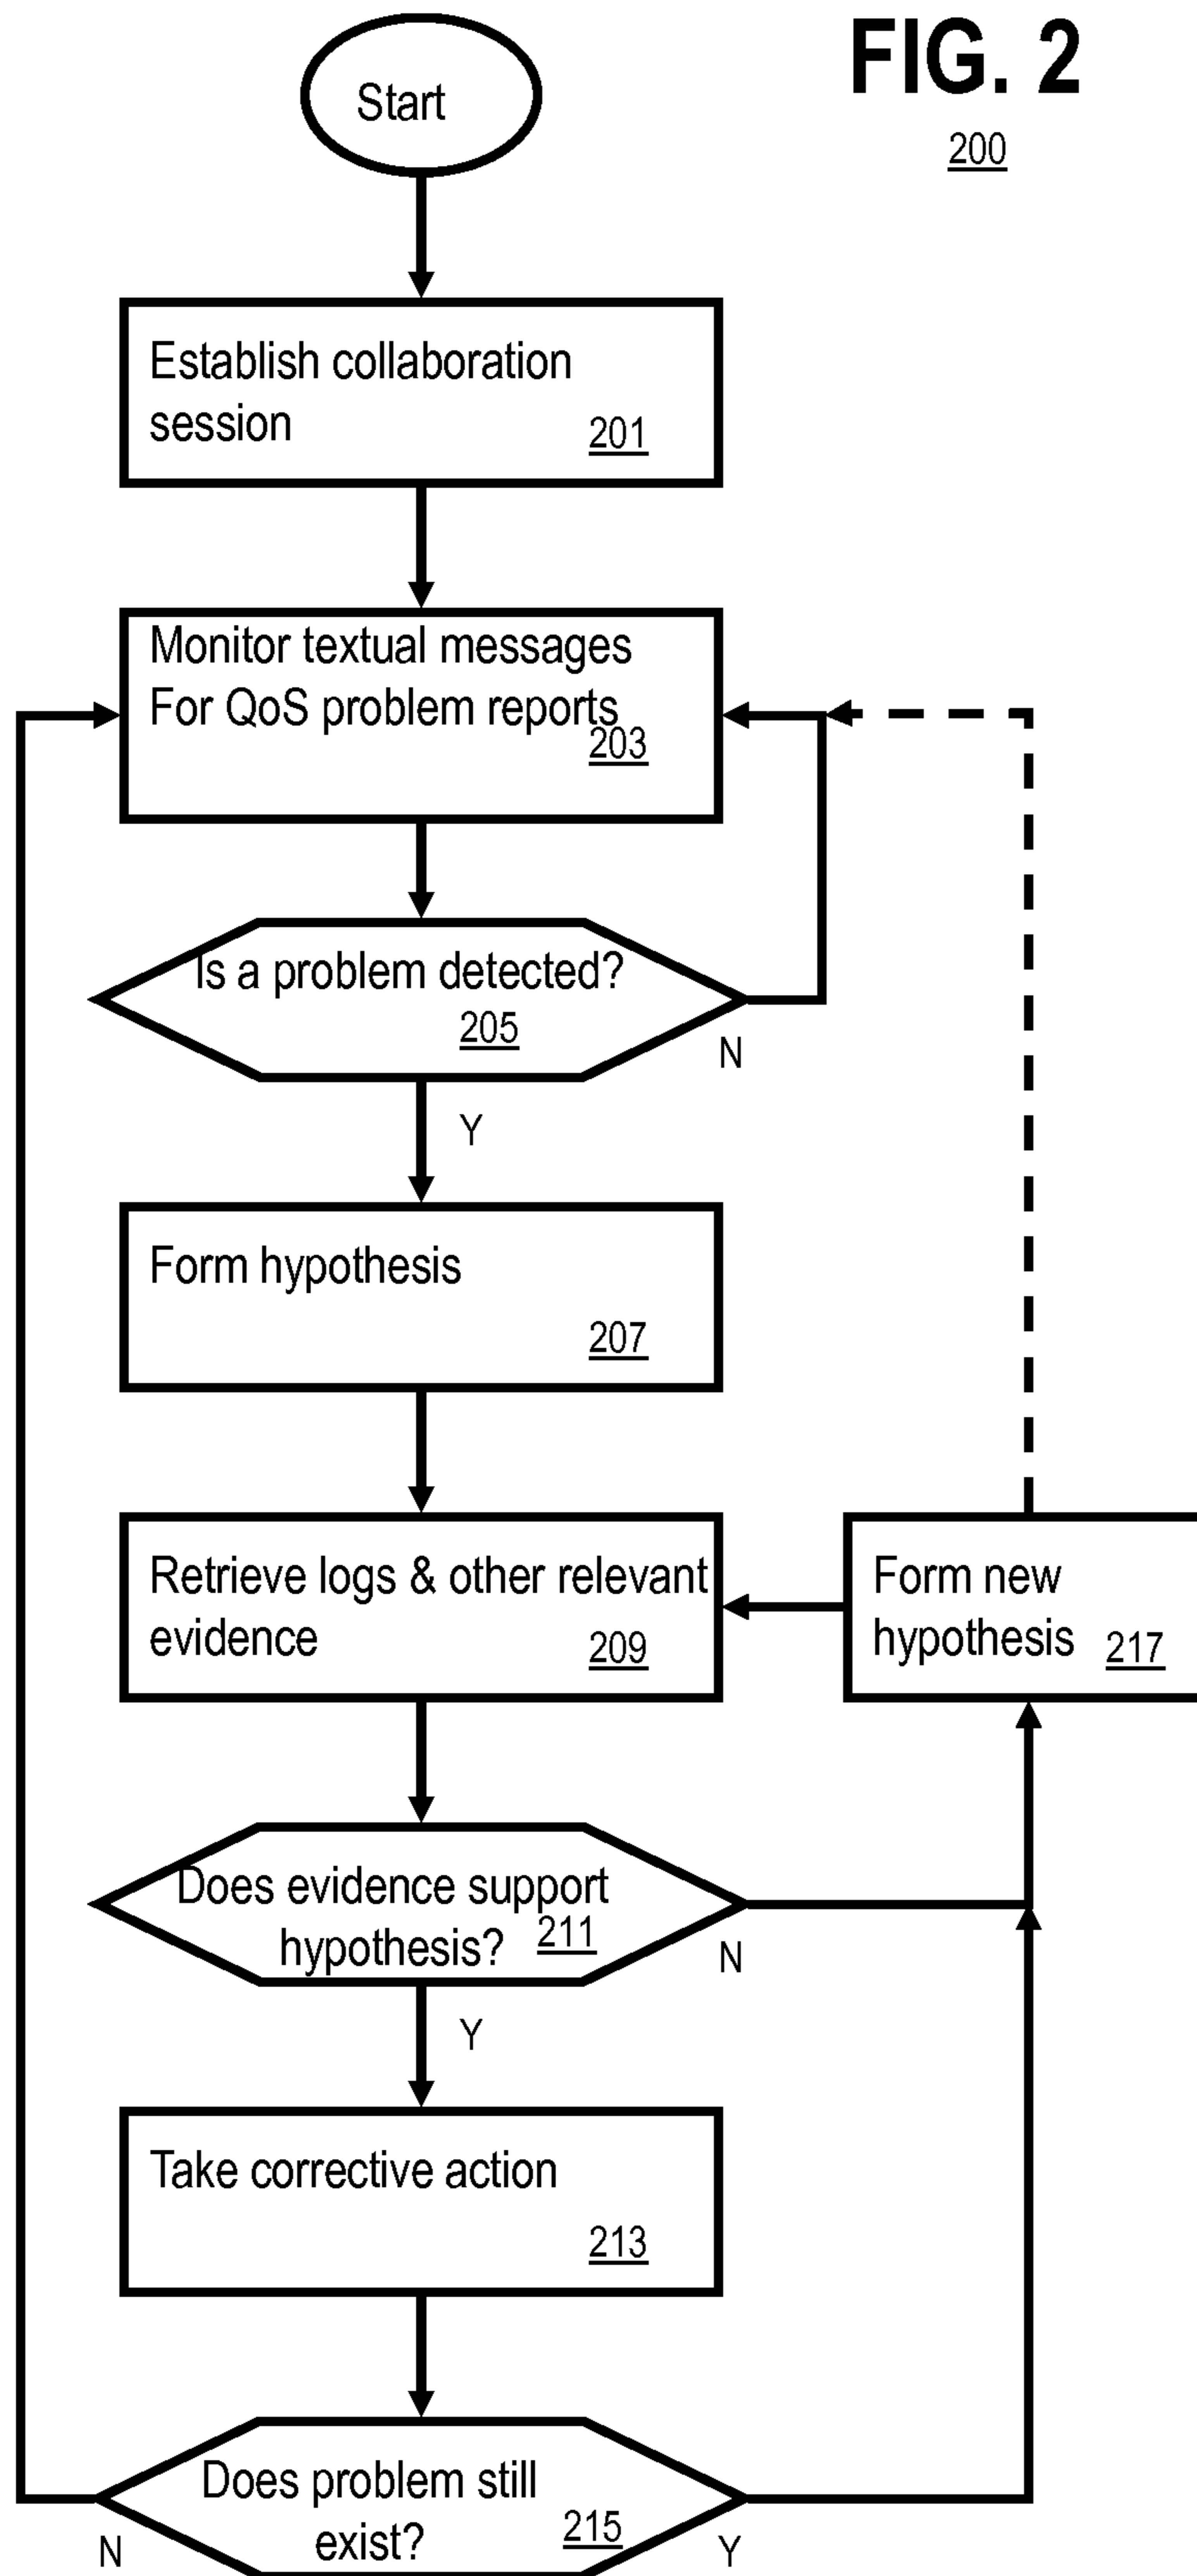 FIG. 2
200
Start
Establish collaboration
session 201
Monitor textual messages
For QoS problem reports
203
Is a problem detected?
205
N
Y
Form hypothesis
207
Retrieve logs & other relevant
evidence 209
Form new
hypothesis 217
Does evidence support
hypothesis? 211
N
Y
Take corrective action
213
Does problem still
exist? 215
N
Y